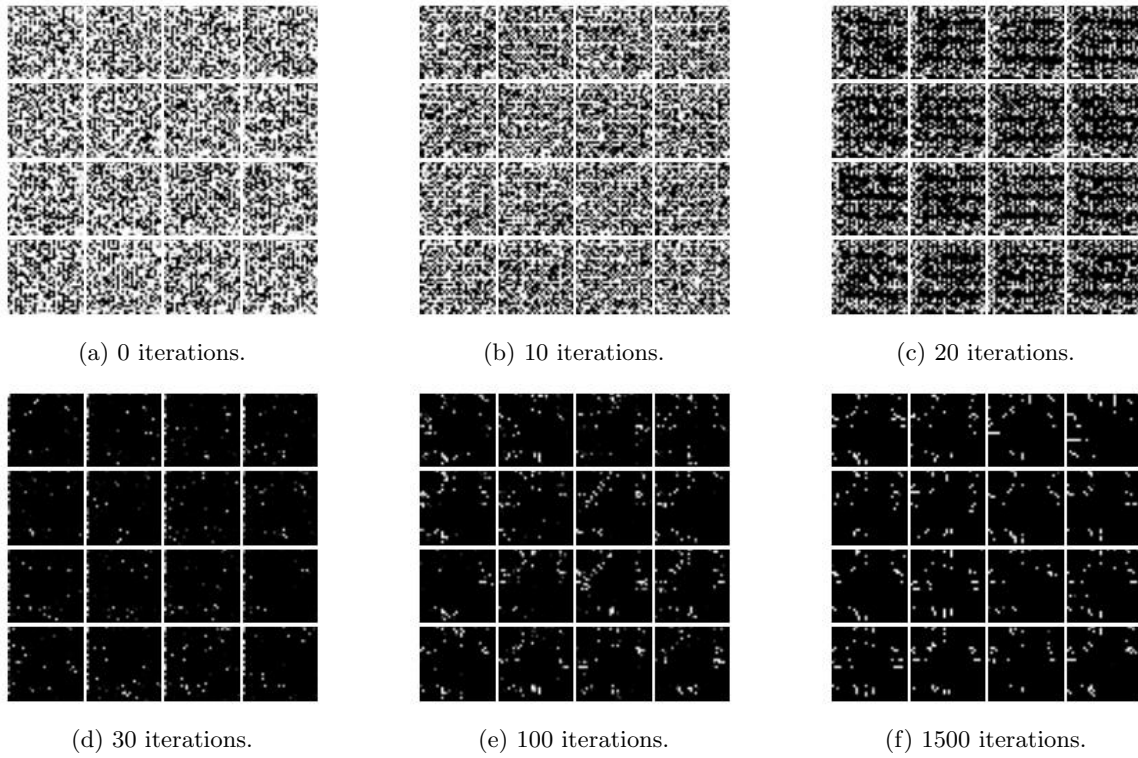 (a) 0 iterations.
(b) 10 iterations.
(c) 20 iterations.
(d) 30 iterations.
(e) 100 iterations.
(f) 1500 iterations.